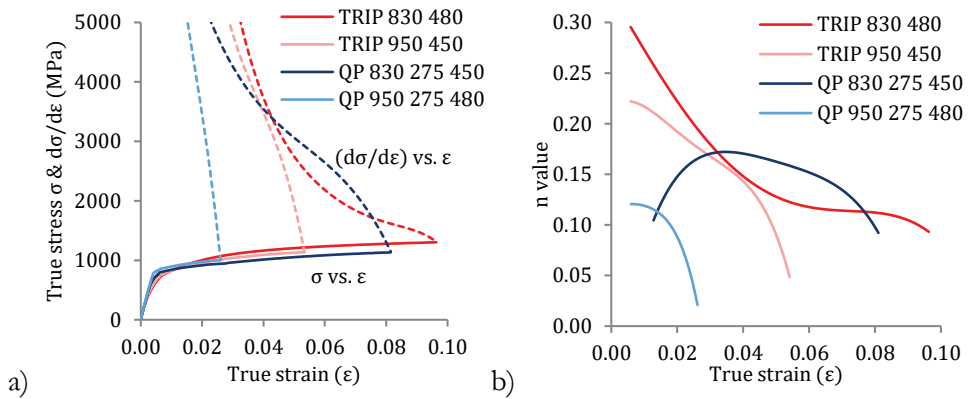 True stress σ & dσ/dε (MPa)
5000
4000
3000
2000
1000
0
TRIP 830 480
TRIP 950 450
QP 830 275 450
QP 950 275 480
(dσ/dε) vs. ε
σ vs. ε
0.00 0.02 0.04 0.06 0.08 0.10
True strain (ε)
a)
n value
0.30
0.25
0.20
0.15
0.10
0.05
0.00
TRIP 830 480
TRIP 950 450
QP 830 275 450
QP 950 275 480
0.00 0.02 0.04 0.06 0.08 0.10
True strain (ε)
b)